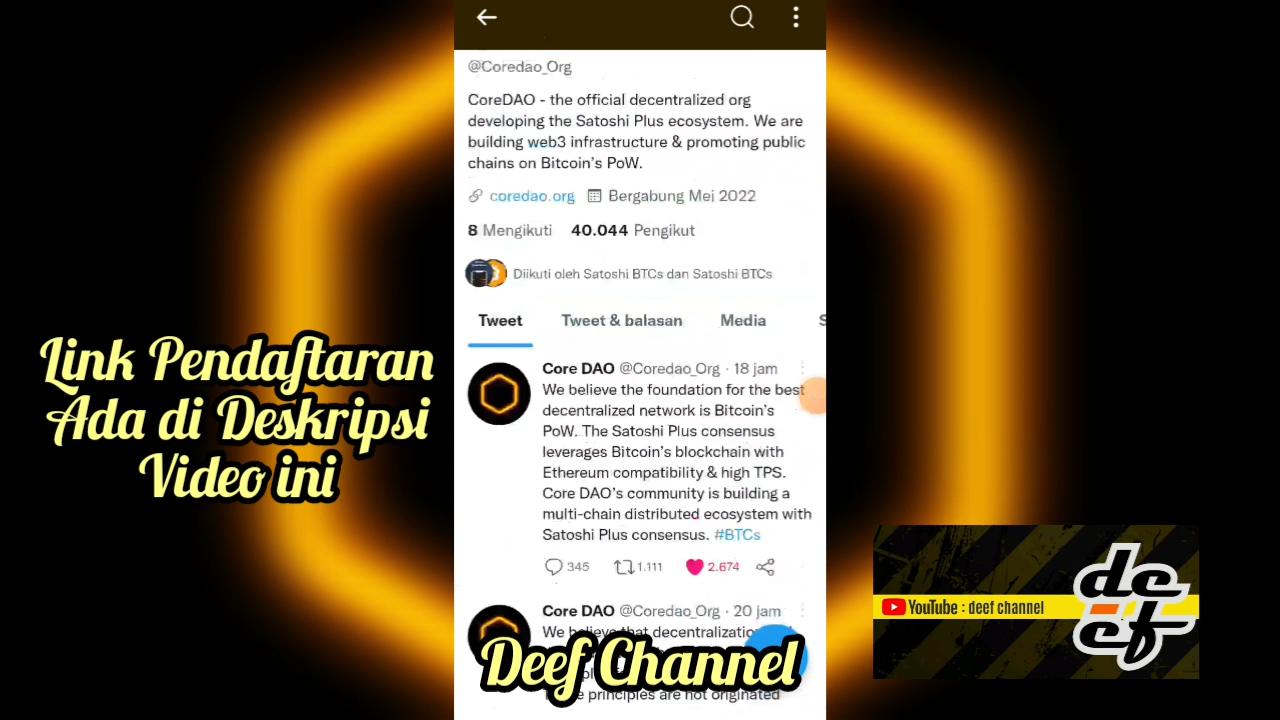 @Coredao_Org
CoreDAO - the official decentralized org
developing the Satoshi Plus ecosystem. We are
building web3 infrastructure & promoting public
chains on Bitcoin's PoW.
coredao.org Bergabung Mei 2022
8 Mengikuti 40.044 Pengikut
Diikuti oleh Satoshi BTCs dan Satoshi BTCs
Tweet Tweet & balasan Media S
Core DAO @Coredao_Org · 18 jam
We believe the foundation for the best
decentralized network is Bitcoin's
PoW. The Satoshi Plus consensus
leverages Bitcoin's blockchain with
Ethereum compatibility & high TPS.
Core DAO's community is building a
multi-chain distributed ecosystem with
Satoshi Plus consensus. #BTCs
345 1.111 2.674
Core DAO @Coredao_Org · 20 jam
We believe that decentralization
principles are not originated
Link Pendaftaran
Ada di Deskripsi
Video ini
Deef Channel
YouTube : deef channel
deef